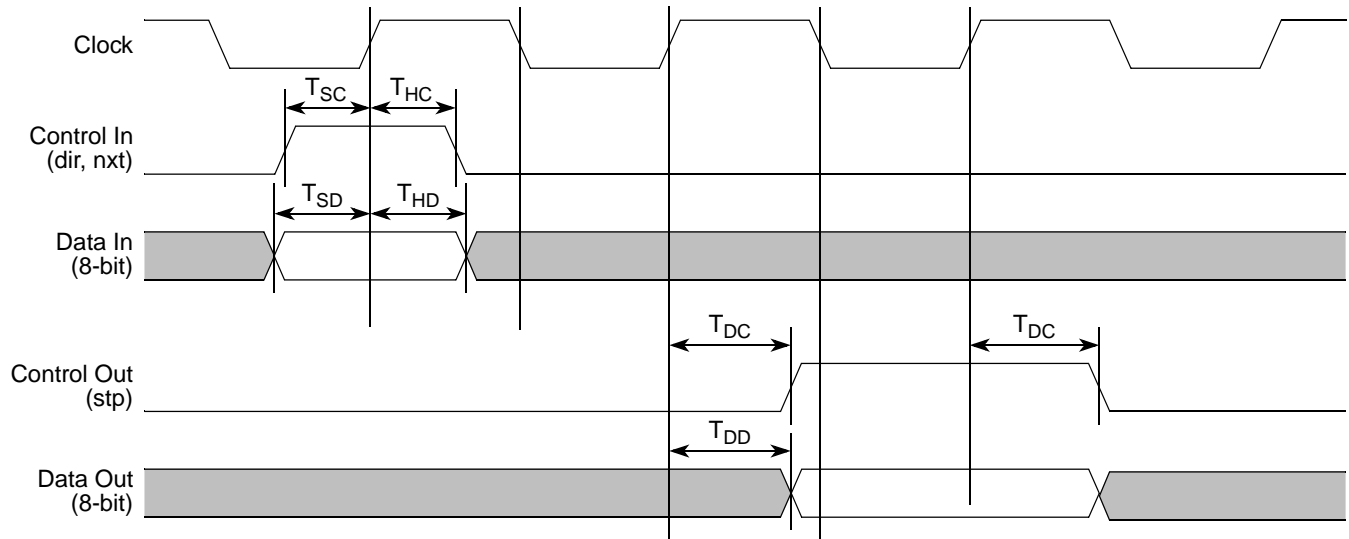 Clock
T_SC
T_HC
Control In
(dir, nxt)
T_SD
T_HD
Data In
(8-bit)
T_DC
T_DC
Control Out
(stp)
T_DD
Data Out
(8-bit)